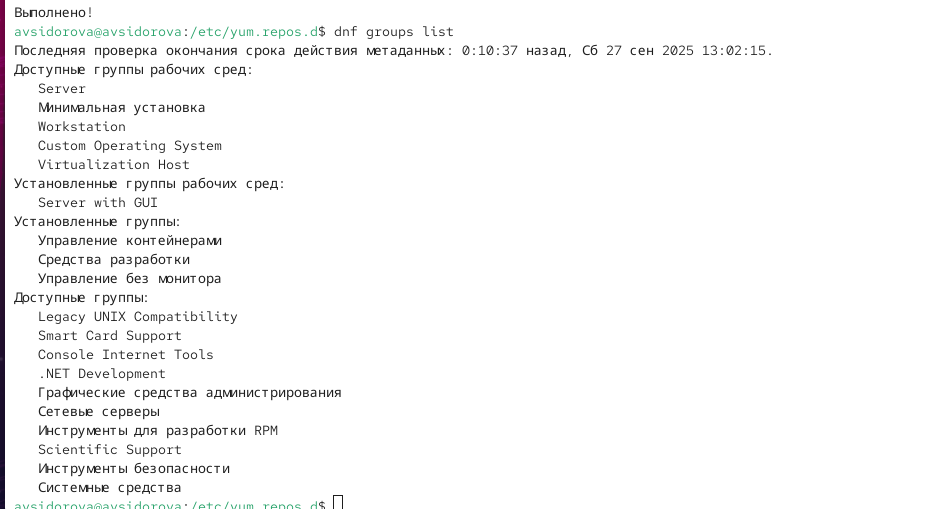 Выполнено!
avsidorova@avsidorova:/etc/yum.repos.d$ dnf groups list
Последняя проверка окончания срока действия метаданных: 0:10:37 назад, Сб 27 сен 2025 13:02:15.
Доступные группы рабочих сред:
Server
Минимальная установка
Workstation
Custom Operating System
Virtualization Host
Установленные группы рабочих сред:
Server with GUI
Установленные группы:
Управление контейнерами
Средства разработки
Управление без монитора
Доступные группы:
Legacy UNIX Compatibility
Smart Card Support
Console Internet Tools
.NET Development
Графические средства администрирования
Сетевые серверы
Инструменты для разработки RPM
Scientific Support
Инструменты безопасности
Системные средства
avsidorova@avsidorova:/etc/yum.repos.d$